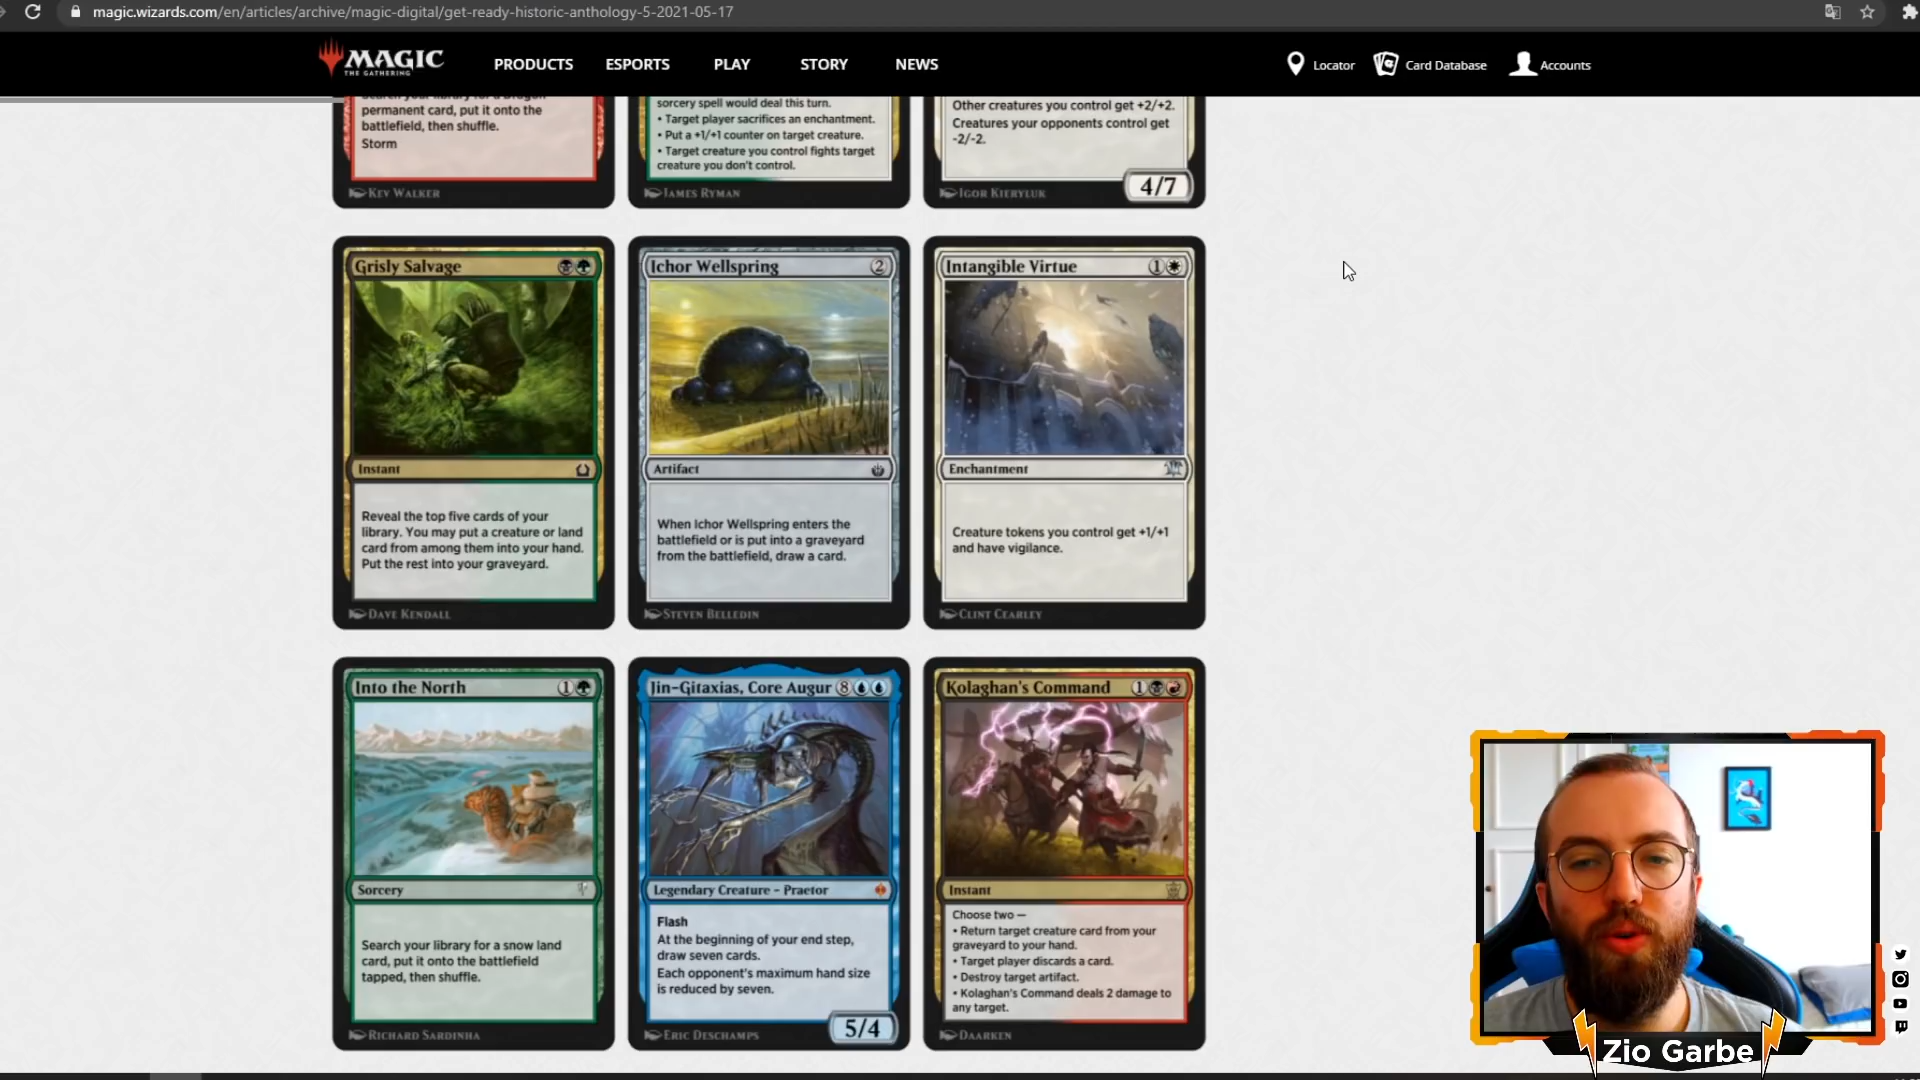 magic.wizards.com/en/articles/archive/magic-digital/get-ready-historic-anthology-5-2021-05-17
MAGIC
THE GATHERING
PRODUCTS
ESPORTS
PLAY
STORY
NEWS
Locator
Card Database
Accounts
Search your library for a Dragon
permanent card, put it onto the
battlefield, then shuffle.
Storm
KEV WALKER
sorcery spell would deal this turn.
• Target player sacrifices an enchantment.
• Put a +1/+1 counter on target creature.
• Target creature you control fights target
creature you don't control.
JAMES RYMAN
Other creatures you control get +2/+2.
Creatures your opponents control get
-2/-2.
4/7
IGOR KIERYLUK
Grisly Salvage
Instant
Reveal the top five cards of your
library. You may put a creature or land
card from among them into your hand.
Put the rest into your graveyard.
DAVE KENDALL
Ichor Wellspring 2
Artifact
When Ichor Wellspring enters the
battlefield or is put into a graveyard
from the battlefield, draw a card.
STEVEN BELLEDIN
Intangible Virtue 1
Enchantment
Creature tokens you control get +1/+1
and have vigilance.
CLINT CEARLEY
Into the North 1
Sorcery
Search your library for a snow land
card, put it onto the battlefield
tapped, then shuffle.
RICHARD SARDINHA
Jin-Gitaxias, Core Augur 8
Legendary Creature - Praetor
Flash
At the beginning of your end step,
draw seven cards.
Each opponent's maximum hand size
is reduced by seven.
5/4
ERIC DESCHAMPS
Kolaghan's Command 1
Instant
Choose two —
• Return target creature card from your
graveyard to your hand.
• Target player discards a card.
• Destroy target artifact.
• Kolaghan's Command deals 2 damage to
any target.
DAARKEN
Zio Garbe